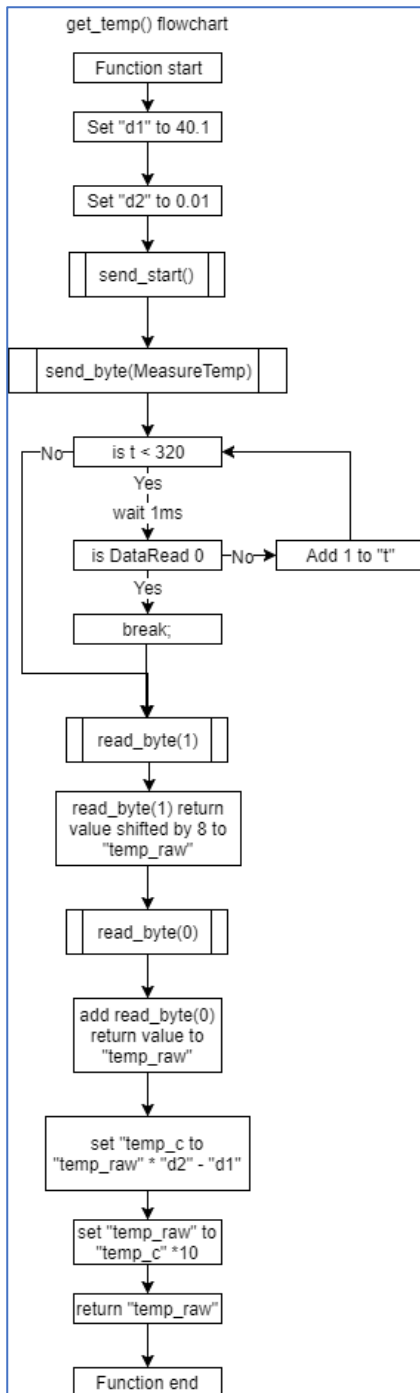 get_temp() flowchart
Function start
Set "d1" to 40.1
Set "d2" to 0.01
send_start()
send_byte(MeasureTemp)
No
is t < 320
Yes
wait 1ms
is DataRead 0
No
Add 1 to "t"
Yes
break;
read_byte(1)
read_byte(1) return
value shifted by 8 to
"temp_raw"
read_byte(0)
add read_byte(0)
return value to
"temp_raw"
set "temp_c to
"temp_raw" * "d2" - "d1"
set "temp_raw" to
"temp_c" *10
return "temp_raw"
Function end